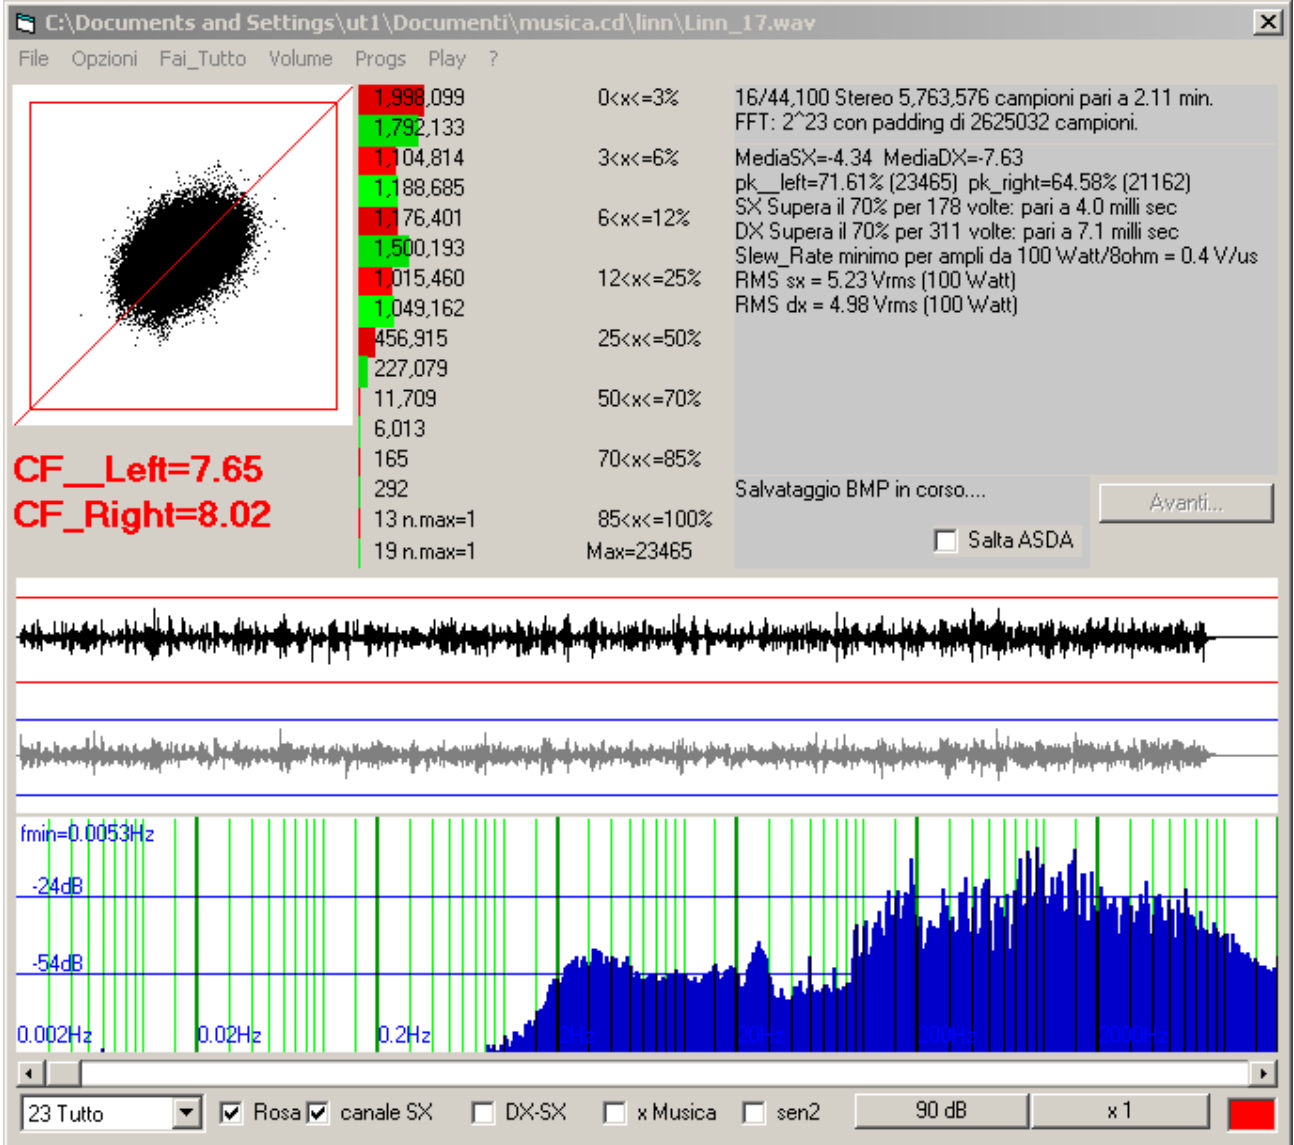 C:\Documents and Settings\ut1\Documenti\musica.cd\linn\Linn_17.wav
File Opzioni Fai_Tutto Volume Progs Play ?
1,998,099 0<x<=3%
1,792,133
1,104,814 3<x<=6%
1,188,685
1,176,401 6<x<=12%
1,500,193
1,015,460 12<x<=25%
1,049,162
456,915 25<x<=50%
227,079
11,709 50<x<=70%
6,013
165 70<x<=85%
292
13 n.max=1 85<x<=100%
19 n.max=1 Max=23465
16/44,100 Stereo 5,763,576 campioni pari a 2.11 min.
FFT: 2^23 con padding di 2625032 campioni.
MediaSX=-4.34 MediaDX=-7.63
pk__left=71.61% (23465) pk_right=64.58% (21162)
SX Supera il 70% per 178 volte: pari a 4.0 milli sec
DX Supera il 70% per 311 volte: pari a 7.1 milli sec
Slew_Rate minimo per ampli da 100 Watt/8ohm = 0.4 V/us
RMS sx = 5.23 Vrms (100 Watt)
RMS dx = 4.98 Vrms (100 Watt)
CF__Left=7.65
CF_Right=8.02
Salvataggio BMP in corso....
Avanti...
Salta ASDA
fmin=0.0053Hz
-24dB
-54dB
0.002Hz 0.02Hz 0.2Hz 2Hz 20Hz 200Hz 2000Hz
23 Tutto Rosa canale SX DX-SX x Musica sen2 90 dB x 1